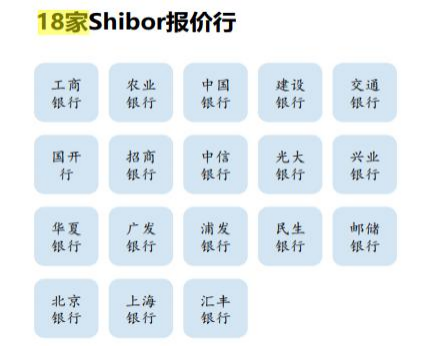 18家Shibor报价行
工商 农业 中国 建设 交通
银行 银行 银行 银行 银行
国开 招商 中信 光大 兴业
行 银行 银行 银行 银行
华夏 广发 浦发 民生 邮储
银行 银行 银行 银行 银行
北京 上海 汇丰
银行 银行 银行